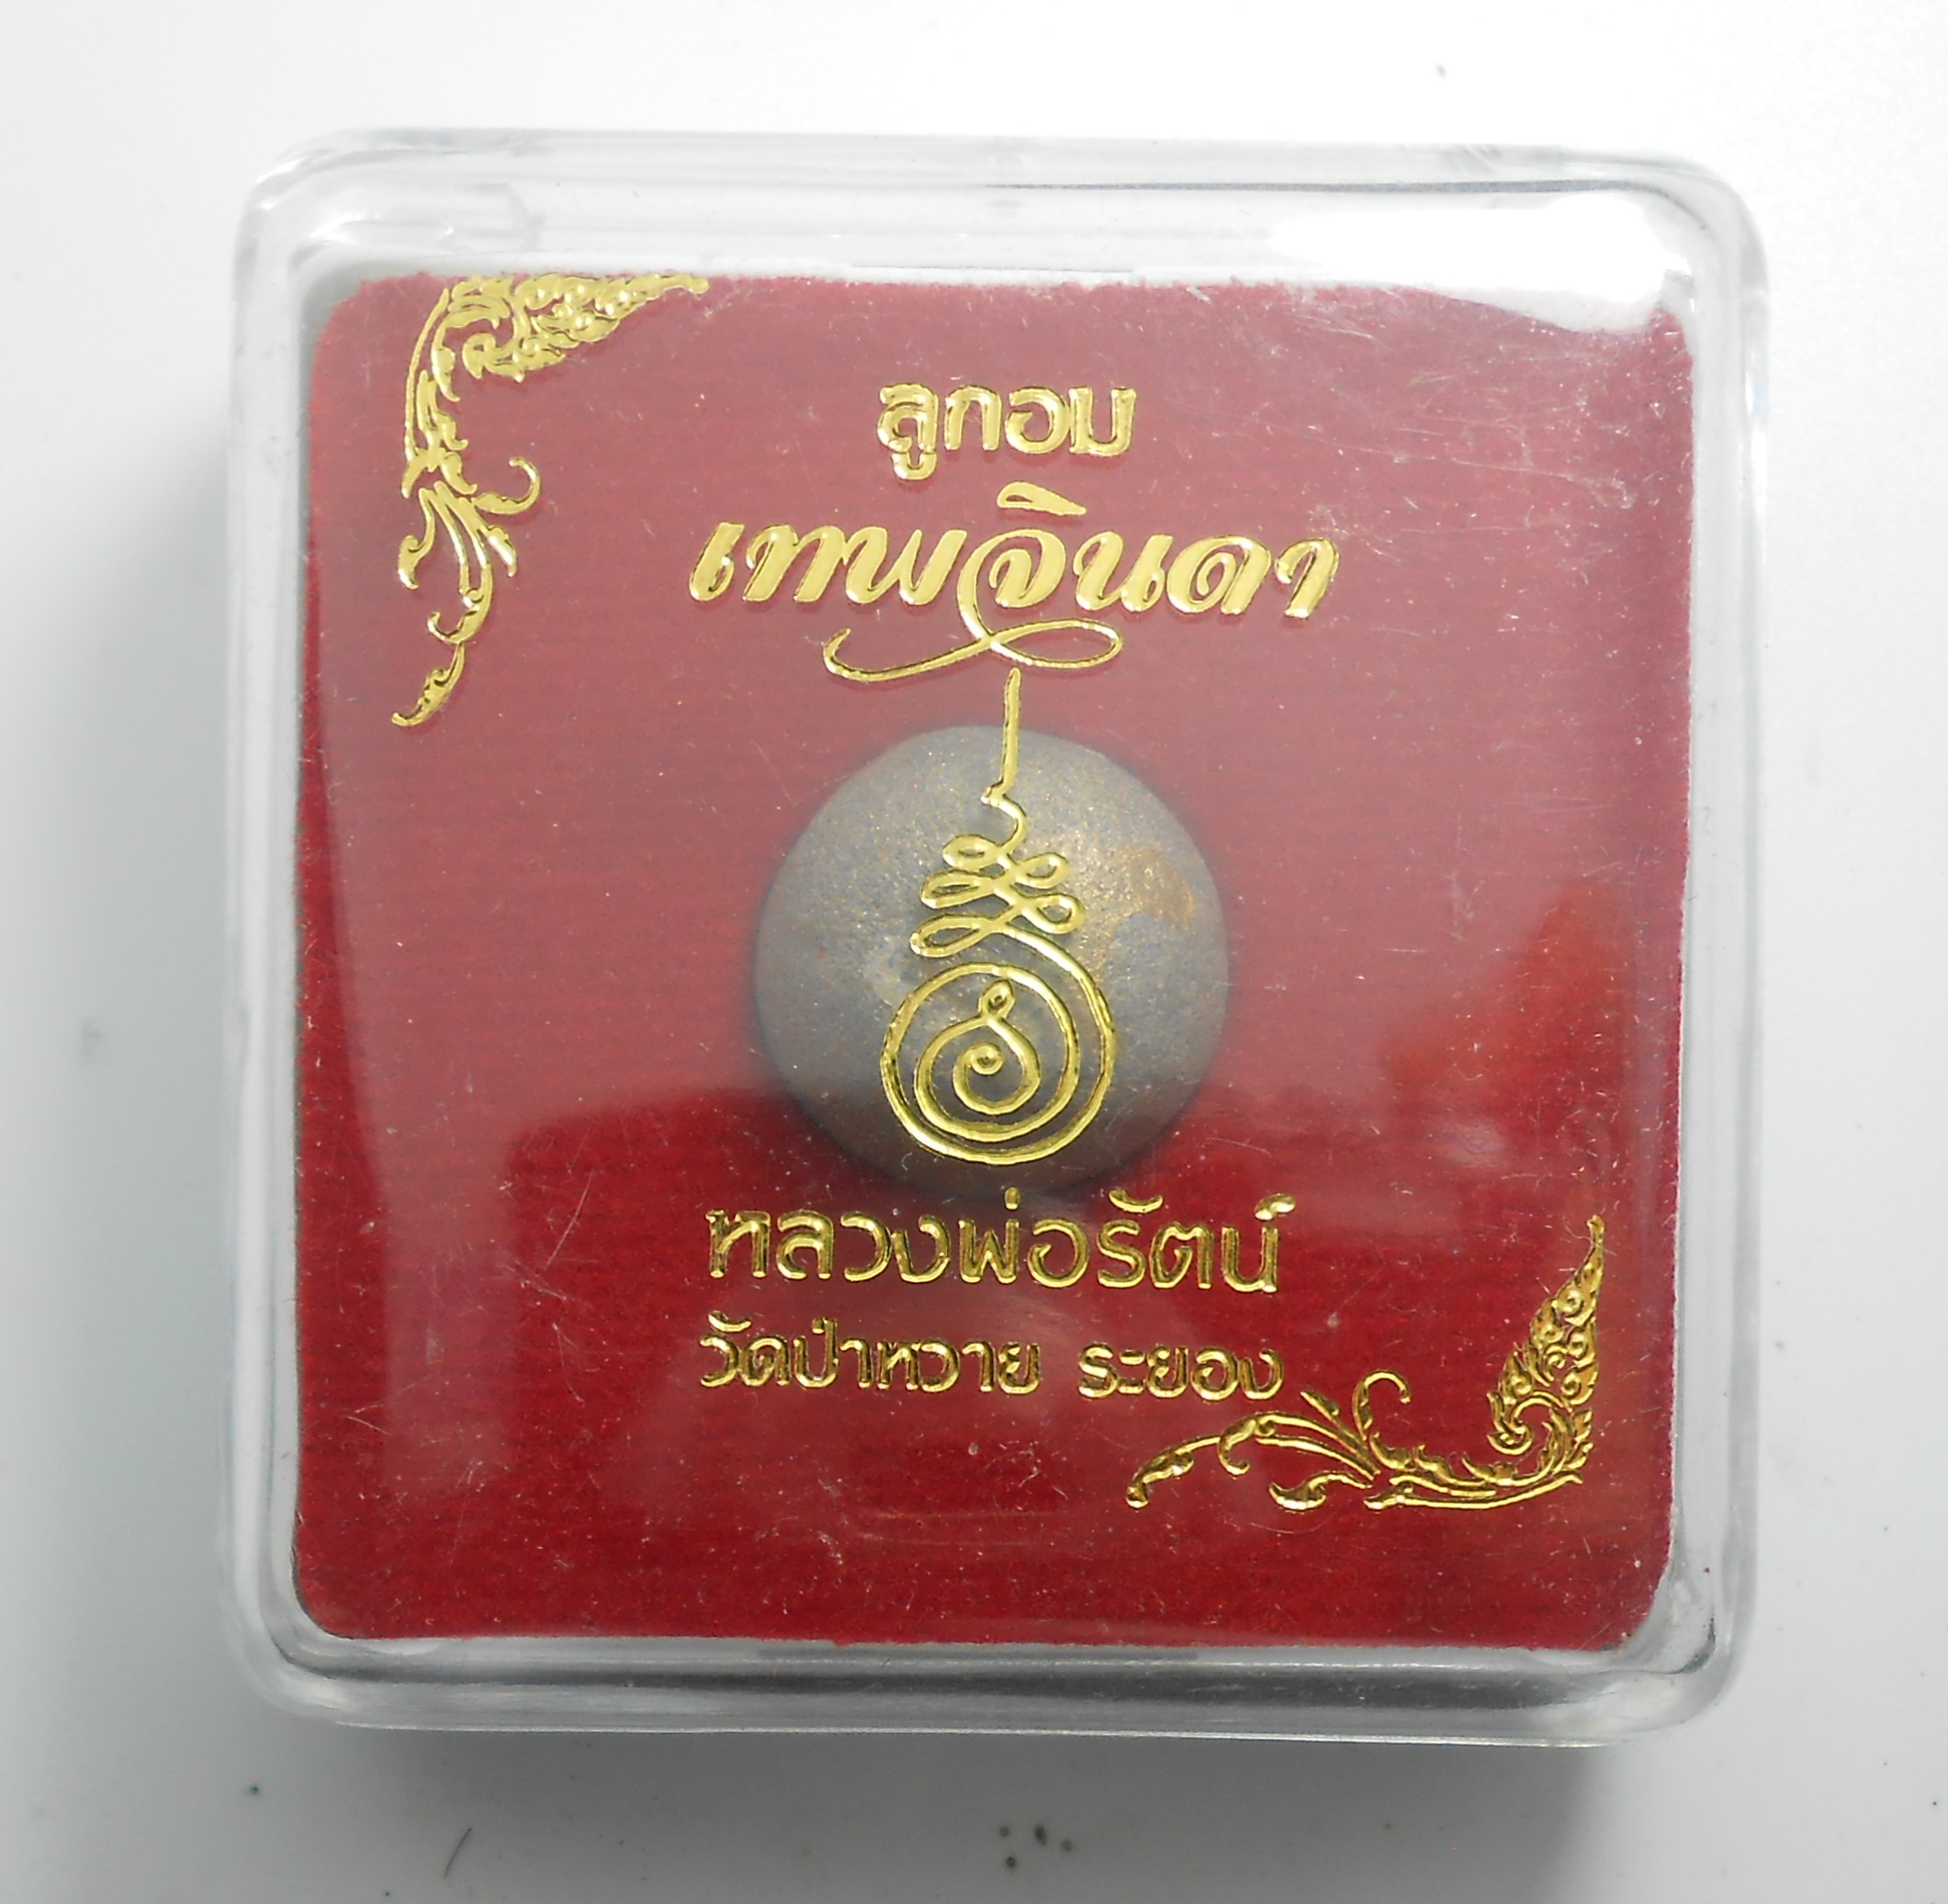 ลูกอม
เทพจินดา
หลวงพ่อรัตน์
วัดป่าหวาย ระยอง